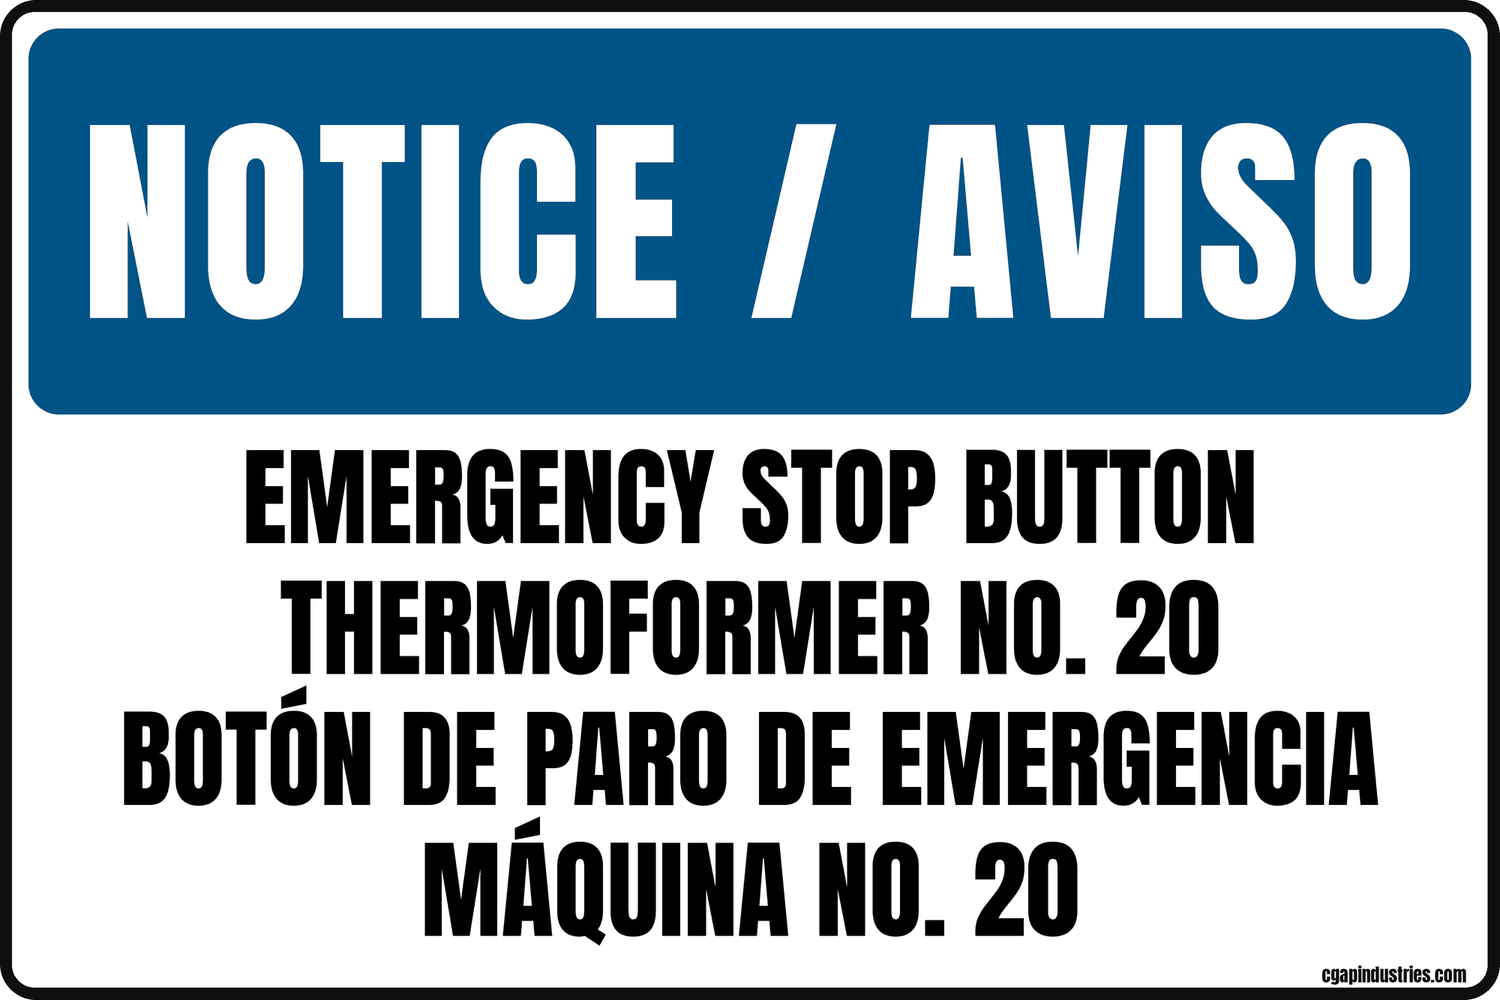 NOTICE / AVISO
EMERGENCY STOP BUTTON
THERMOFORMER NO. 20
BOTÓN DE PARO DE EMERGENCIA
MÁQUINA NO. 20
cgapindustries.com